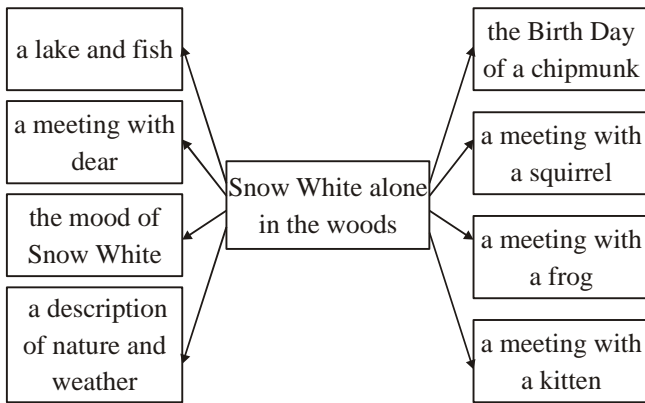 a lake and fish
a meeting with
dear
the mood of
Snow White
a description
of nature and
weather
Snow White alone
in the woods
the Birth Day
of a chipmunk
a meeting with
a squirrel
a meeting with
a frog
a meeting with
a kitten